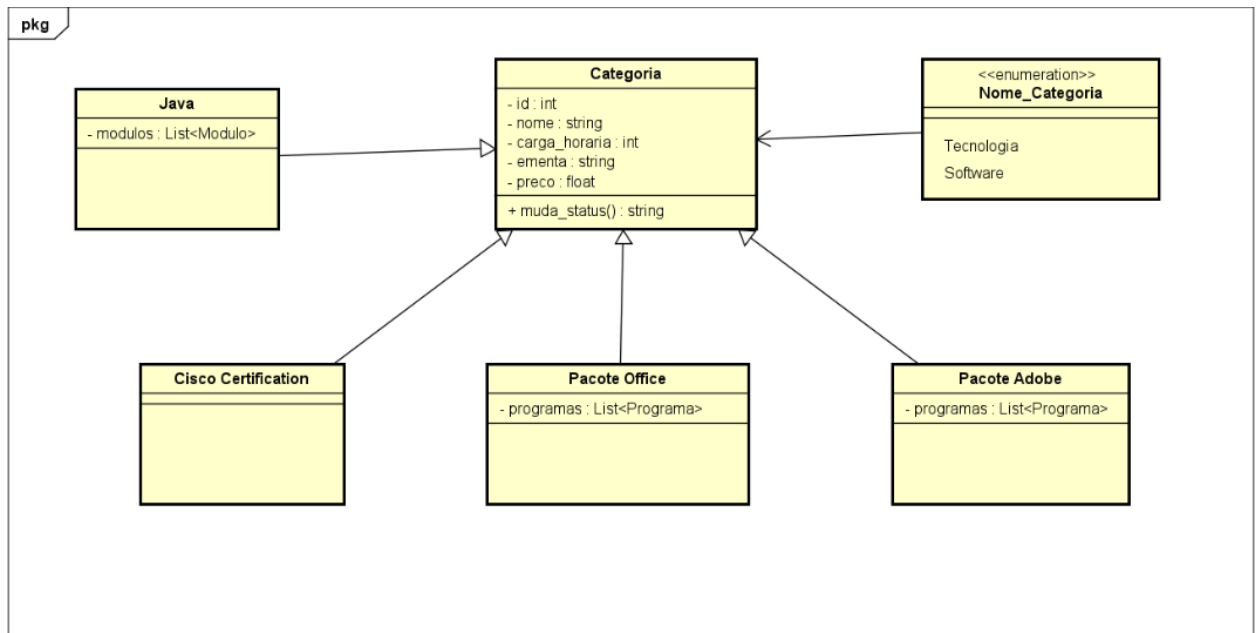 pkg
Java
- modulos : List<Modulo>
Categoria
- id : int
- nome : string
- carga_horaria : int
- ementa : string
- preco : float
+ muda_status() : string
<<enumeration>>
Nome_Categoria
Tecnologia
Software
Cisco Certification
Pacote Office
- programas : List<Programa>
Pacote Adobe
- programas : List<Programa>